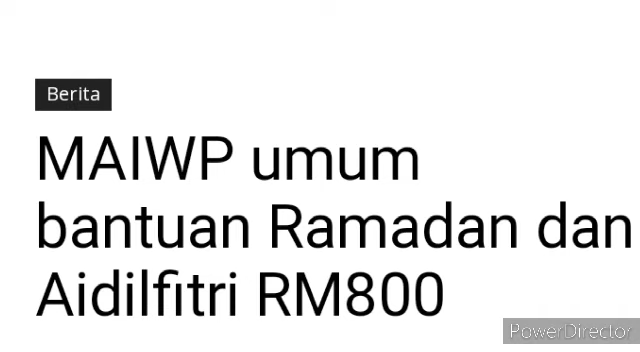 Berita
MAIWP umum
bantuan Ramadan dan
Aidilfitri RM800
PowerDirector